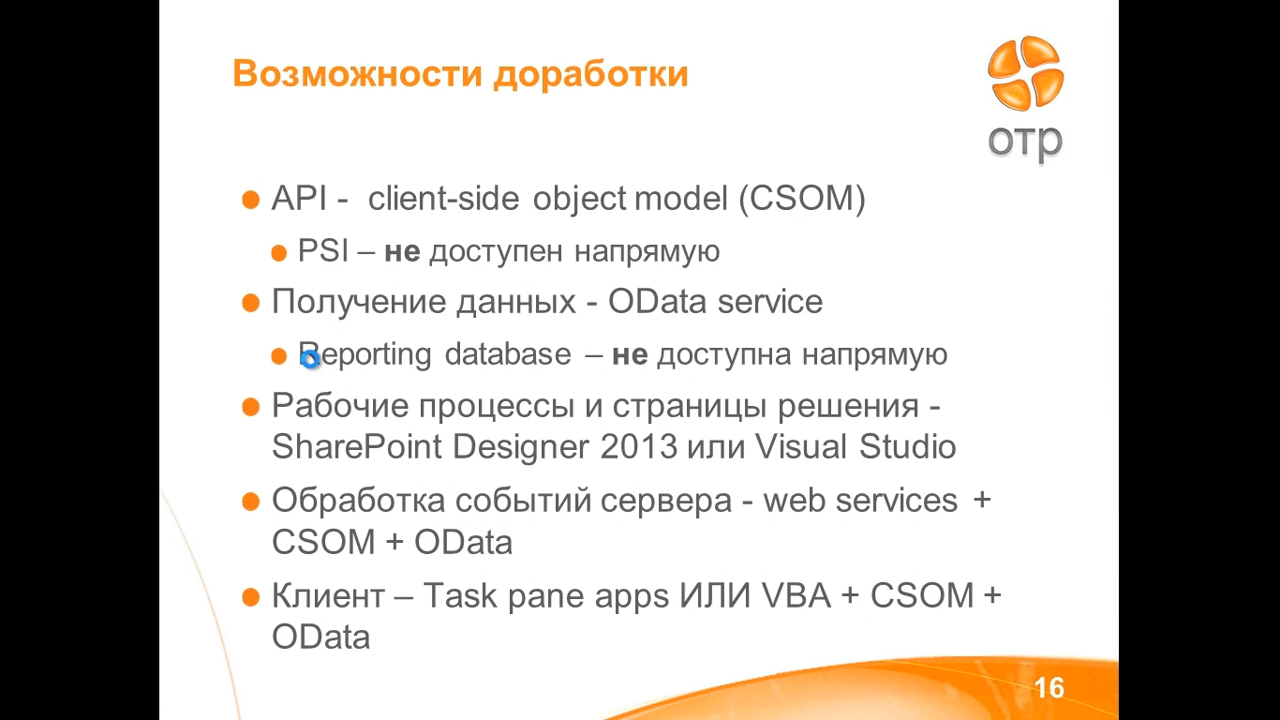 Возможности доработки
отр
API - client-side object model (CSOM)
PSI – не доступен напрямую
Получение данных - OData service
Reporting database – не доступна напрямую
Рабочие процессы и страницы решения -
SharePoint Designer 2013 или Visual Studio
Обработка событий сервера - web services +
CSOM + OData
Клиент – Task pane apps ИЛИ VBA + CSOM +
OData
16